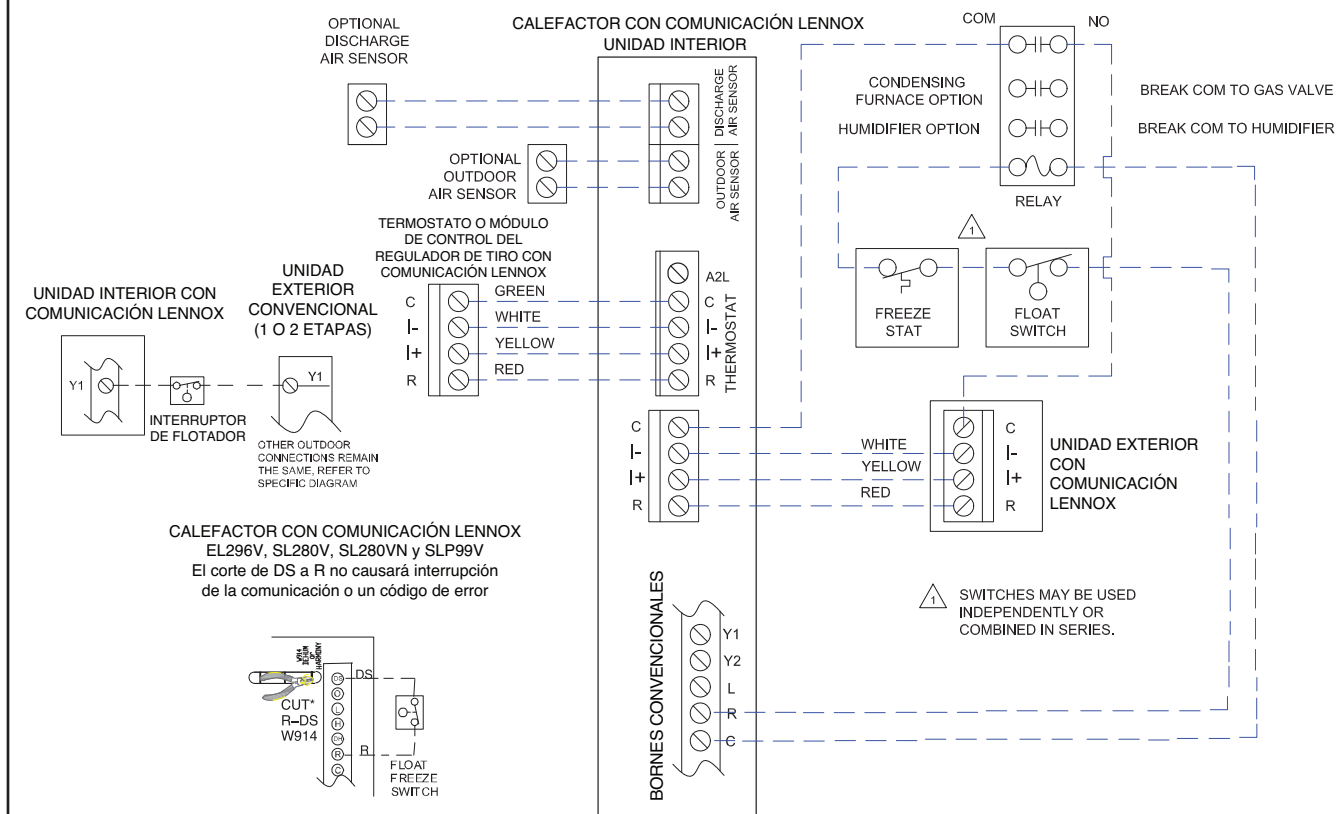 OPTIONAL
DISCHARGE
AIR SENSOR
CALEFACTOR CON COMUNICACIÓN LENNOX
UNIDAD INTERIOR
COM
NO
DISCHARGE
AIR SENSOR
CONDENSING
FURNACE OPTION
BREAK COM TO GAS VALVE
HUMIDIFIER OPTION
BREAK COM TO HUMIDIFIER
RELAY
OPTIONAL
OUTDOOR
AIR SENSOR
OUTDOOR
AIR SENSOR
TERMOSTATO O MÓDULO
DE CONTROL DEL
REGULADOR DE TIRO CON
COMUNICACIÓN LENNOX
C
I-
I+
R
GREEN
WHITE
YELLOW
RED
A2L
C
I-
I+
R
THERMOSTAT
1
FREEZE
STAT
FLOAT
SWITCH
UNIDAD INTERIOR CON
COMUNICACIÓN LENNOX
Y1
INTERRUPTOR
DE FLOTADOR
UNIDAD
EXTERIOR
CONVENCIONAL
(1 O 2 ETAPAS)
Y1
OTHER OUTDOOR
CONNECTIONS REMAIN
THE SAME, REFER TO
SPECIFIC DIAGRAM
C
I-
I+
R
WHITE
YELLOW
RED
C
I-
I+
R
UNIDAD EXTERIOR
CON
COMUNICACIÓN
LENNOX
CALEFACTOR CON COMUNICACIÓN LENNOX
EL296V, SL280V, SL280VN y SLP99V
El corte de DS a R no causará interrupción
de la comunicación o un código de error
1
SWITCHES MAY BE USED
INDEPENDENTLY OR
COMBINED IN SERIES.
BORNES CONVENCIONALES
Y1
Y2
L
R
C
W914
DEHUM
OR
HARMONY
CUT*
R–DS
W914
DS
O
L
H
DH
R
C
DS
R
FLOAT
FREEZE
SWITCH